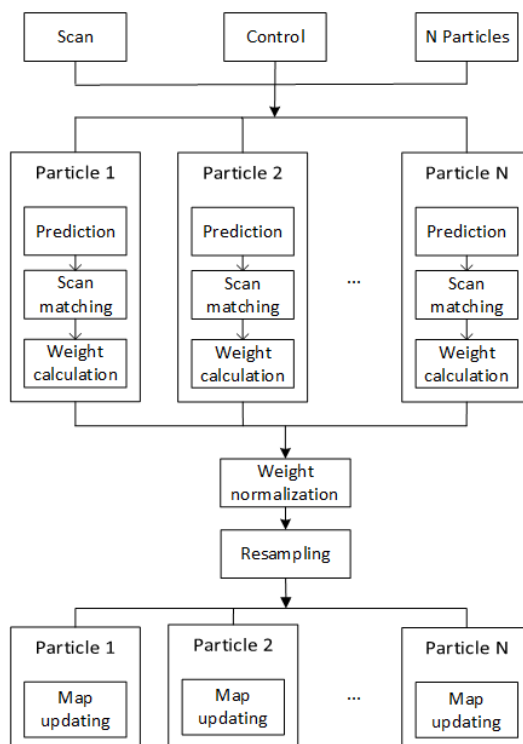 Scan
Control
N Particles
Particle 1
Particle 2
Particle N
Prediction
Prediction
Prediction
...
Scan
matching
Scan
matching
Scan
matching
Weight
calculation
Weight
calculation
Weight
calculation
Weight
normalization
Resampling
Particle 1
Particle 2
Particle N
Map
updating
Map
updating
...
Map
updating